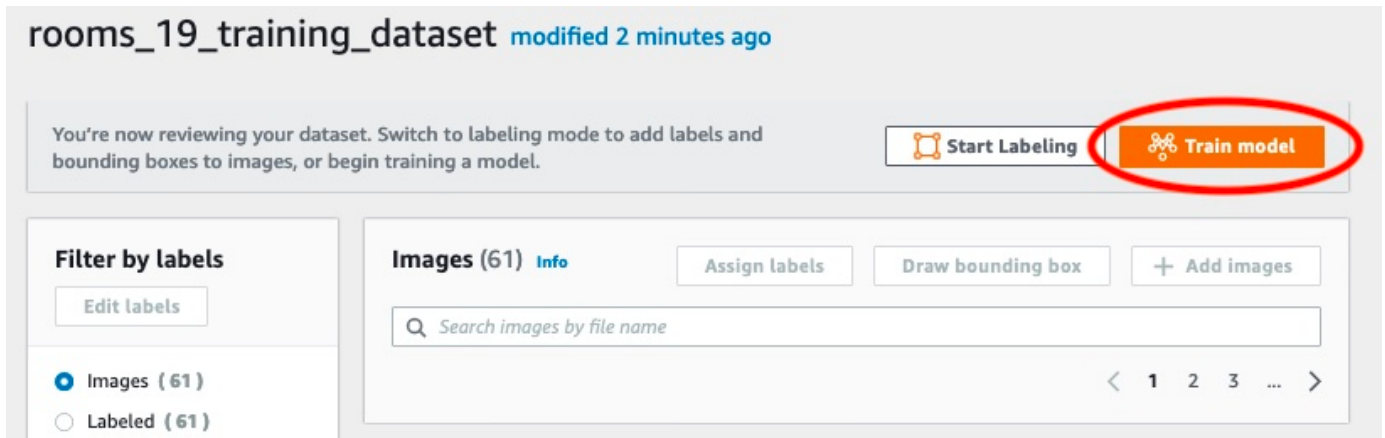 rooms_19_training_dataset modified 2 minutes ago
You're now reviewing your dataset. Switch to labeling mode to add labels and
bounding boxes to images, or begin training a model.
Start Labeling
Train model
Filter by labels
Edit labels
Images (61)
Labeled (61)
Images (61) Info
Assign labels
Draw bounding box
+ Add images
Search images by file name
< 1 2 3 ... >